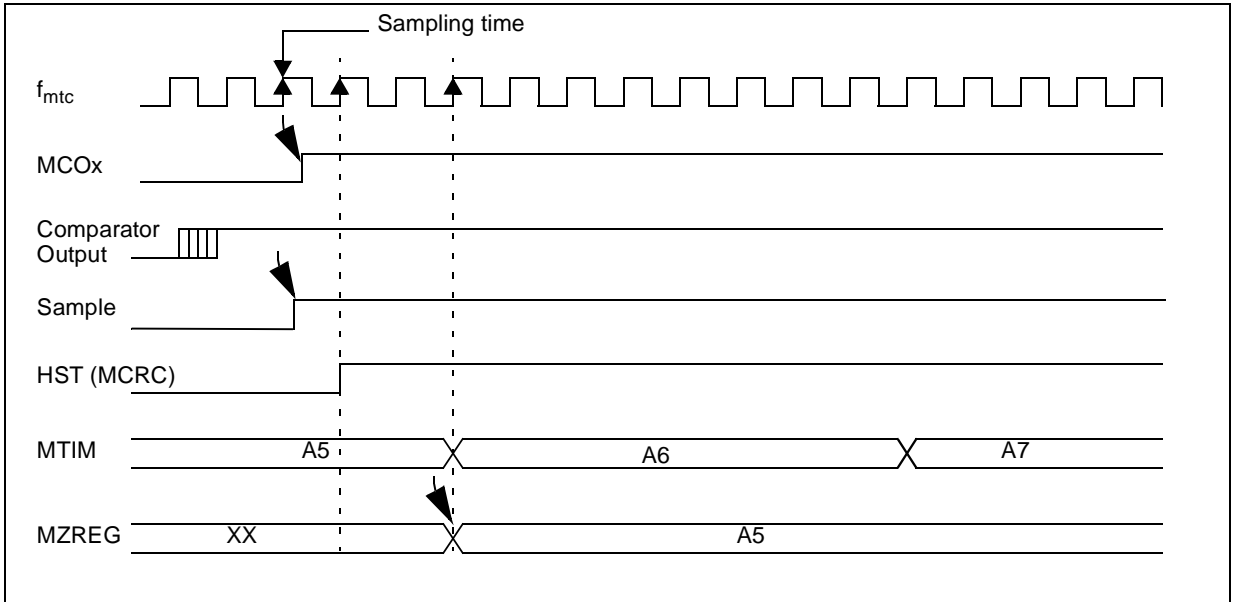 Sampling time
fmtc
MCOx
Comparator
Output
Sample
HST (MCRC)
MTIM A5 A6 A7
MZREG XX A5